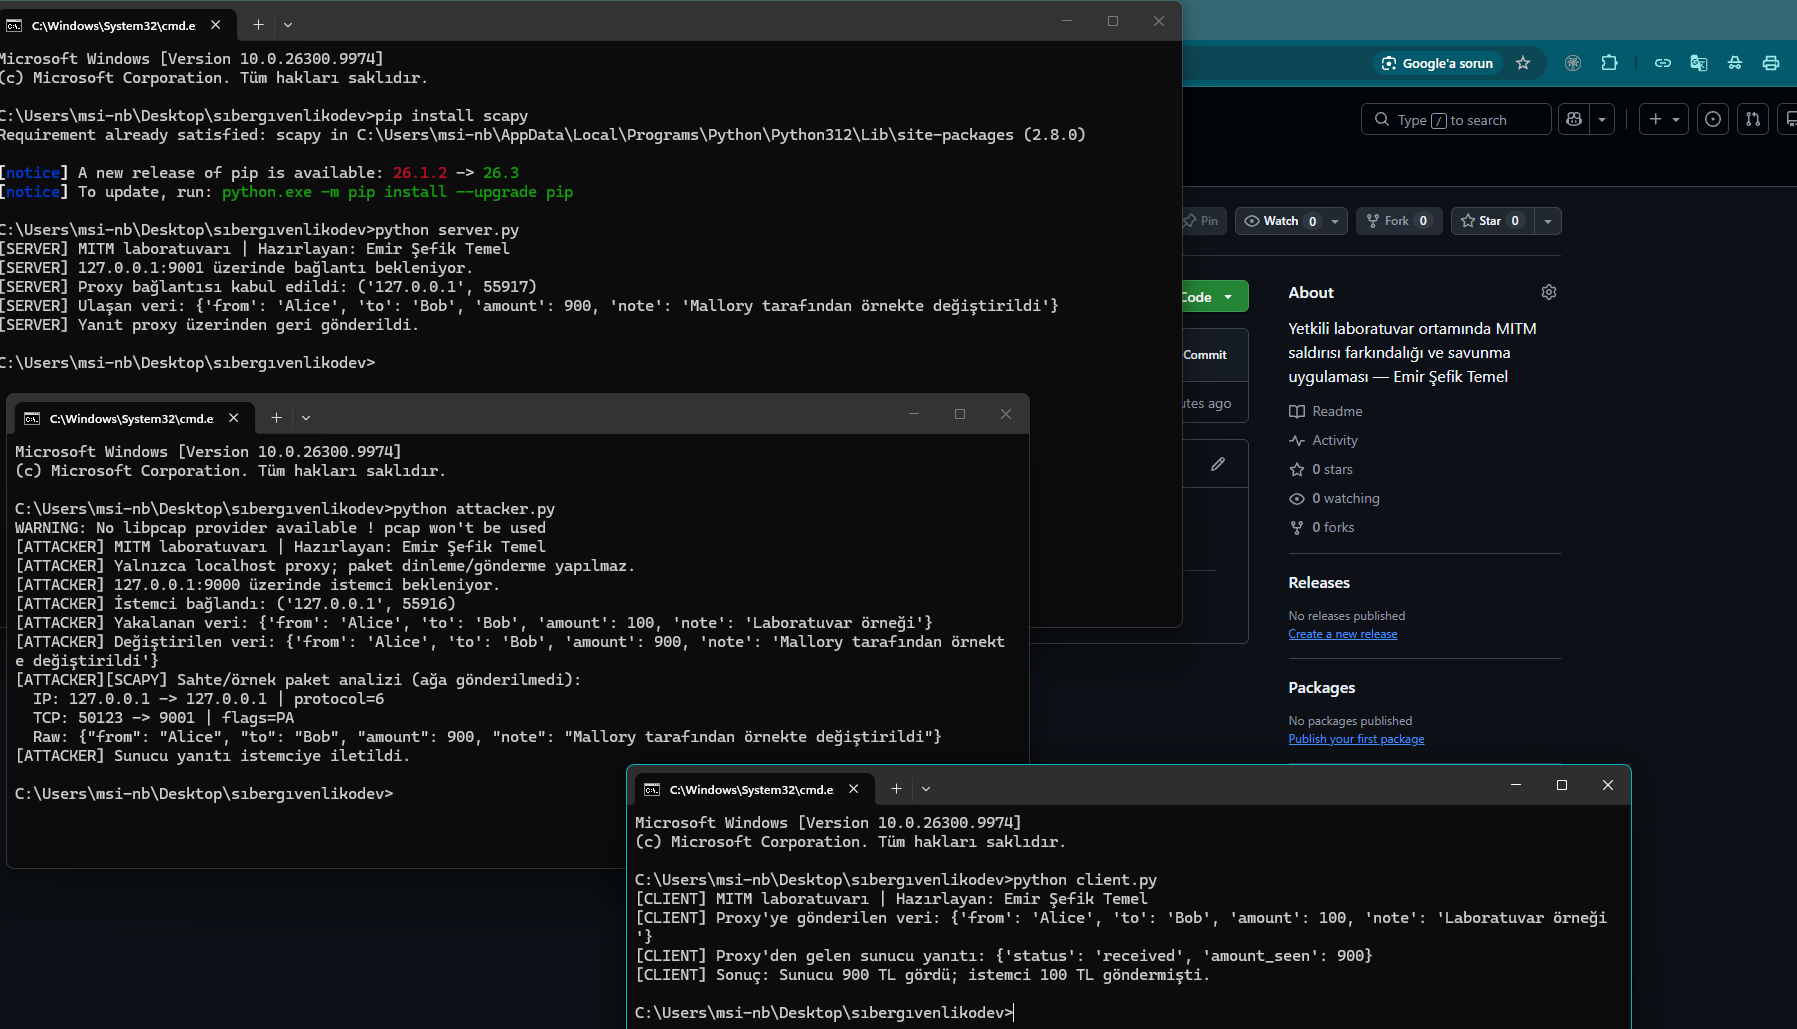 C:\Windows\System32\cmd.e
Microsoft Windows [Version 10.0.26300.9974]
(c) Microsoft Corporation. Tüm hakları saklıdır.
C:\Users\msi-nb\Desktop\sıbergıvenlikodev>pip install scapy
Requirement already satisfied: scapy in C:\Users\msi-nb\AppData\Local\Programs\Python\Python312\Lib\site-packages (2.8.0)
[notice] A new release of pip is available: 26.1.2 -> 26.3
[notice] To update, run: python.exe -m pip install --upgrade pip
C:\Users\msi-nb\Desktop\sıbergıvenlikodev>python server.py
[SERVER] MITM laboratuvarı | Hazırlayan: Emir Şefik Temel
[SERVER] 127.0.0.1:9001 üzerinde bağlantı bekleniyor.
[SERVER] Proxy bağlantısı kabul edildi: ('127.0.0.1', 55917)
[SERVER] Ulaşan veri: {'from': 'Alice', 'to': 'Bob', 'amount': 900, 'note': 'Mallory tarafından örnekte değiştirildi'}
[SERVER] Yanıt proxy üzerinden geri gönderildi.
C:\Users\msi-nb\Desktop\sıbergıvenlikodev>
C:\Windows\System32\cmd.e
Microsoft Windows [Version 10.0.26300.9974]
(c) Microsoft Corporation. Tüm hakları saklıdır.
C:\Users\msi-nb\Desktop\sıbergıvenlikodev>python attacker.py
WARNING: No libpcap provider available ! pcap won't be used
[ATTACKER] MITM laboratuvarı | Hazırlayan: Emir Şefik Temel
[ATTACKER] Yalnızca localhost proxy; paket dinleme/gönderme yapılmaz.
[ATTACKER] 127.0.0.1:9000 üzerinde istemci bekleniyor.
[ATTACKER] İstemci bağlandı: ('127.0.0.1', 55916)
[ATTACKER] Yakalanan veri: {'from': 'Alice', 'to': 'Bob', 'amount': 100, 'note': 'Laboratuvar örneği'}
[ATTACKER] Değiştirilen veri: {'from': 'Alice', 'to': 'Bob', 'amount': 900, 'note': 'Mallory tarafından örnekt
e değiştirildi'}
[ATTACKER][SCAPY] Sahte/örnek paket analizi (ağa gönderilmedi):
IP: 127.0.0.1 -> 127.0.0.1 | protocol=6
TCP: 50123 -> 9001 | flags=PA
Raw: {"from": "Alice", "to": "Bob", "amount": 900, "note": "Mallory tarafından örnekte değiştirildi"}
[ATTACKER] Sunucu yanıtı istemciye iletildi.
C:\Users\msi-nb\Desktop\sıbergıvenlikodev>
C:\Windows\System32\cmd.e
Microsoft Windows [Version 10.0.26300.9974]
(c) Microsoft Corporation. Tüm hakları saklıdır.
C:\Users\msi-nb\Desktop\sıbergıvenlikodev>python client.py
[CLIENT] MITM laboratuvarı | Hazırlayan: Emir Şefik Temel
[CLIENT] Proxy'ye gönderilen veri: {'from': 'Alice', 'to': 'Bob', 'amount': 100, 'note': 'Laboratuvar örneği
'}
[CLIENT] Proxy'den gelen sunucu yanıtı: {'status': 'received', 'amount_seen': 900}
[CLIENT] Sonuç: Sunucu 900 TL gördü; istemci 100 TL göndermişti.
C:\Users\msi-nb\Desktop\sıbergıvenlikodev>
Google'a sorun
Type / to search
Pin
Watch 0
Fork 0
Star 0
Code
Commit
utes ago
About
Yetkili laboratuvar ortamında MITM
saldırısı farkındalığı ve savunma
uygulaması — Emir Şefik Temel
Readme
Activity
0 stars
0 watching
0 forks
Releases
No releases published
Create a new release
Packages
No packages published
Publish your first package